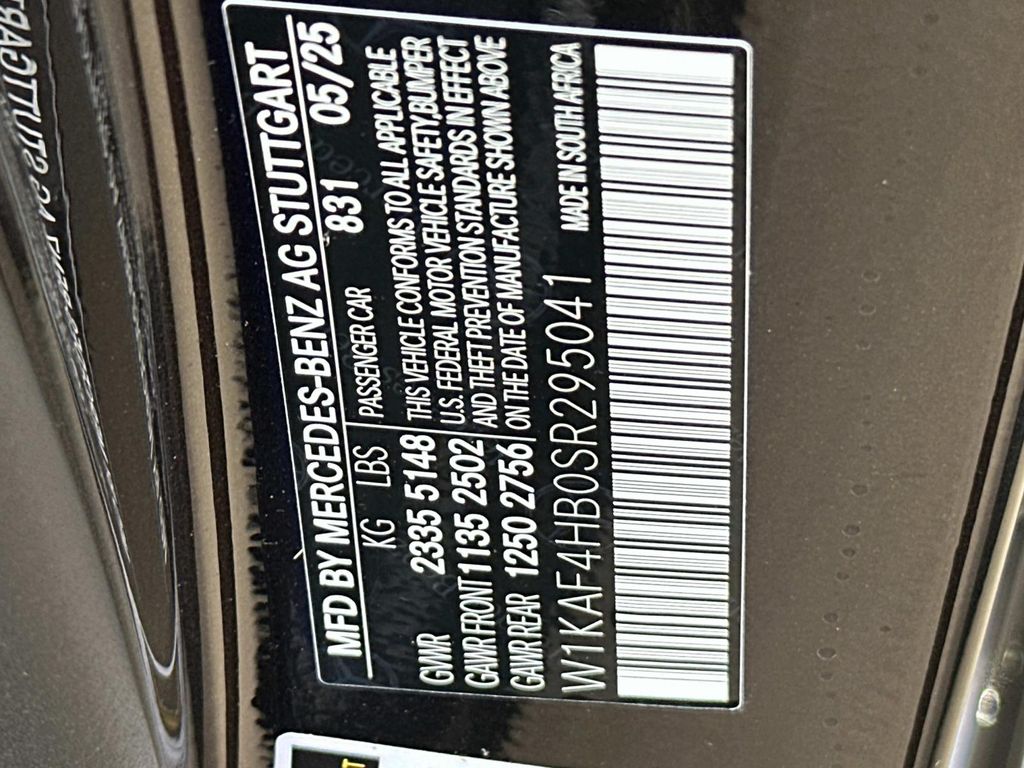 MFD BY MERCEDES-BENZ AG STUTTGART
KG LBS 831 05/25
PASSENGER CAR
GVWR 2335 5148
GAWR FRONT 1135 2502
GAWR REAR 1250 2756
THIS VEHICLE CONFORMS TO ALL APPLICABLE
U.S. FEDERAL MOTOR VEHICLE SAFETY, BUMPER
AND THEFT PREVENTION STANDARDS IN EFFECT
ON THE DATE OF MANUFACTURE SHOWN ABOVE
W1KAF4HB0SR295041
MADE IN SOUTH AFRICA